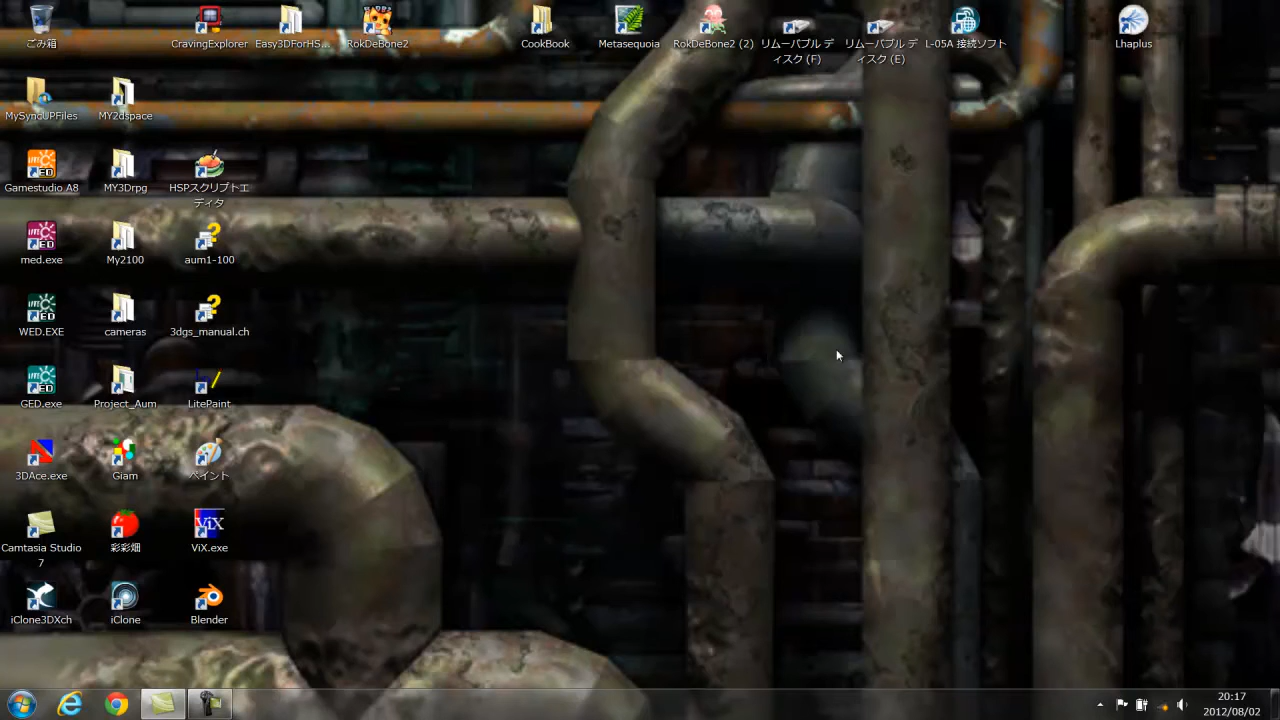 ごみ箱
CravingExplorer
Easy3DForHS...
RokDeBone2
CookBook
Metasequoia
RokDeBone2 (2)
リムーバブル デ
ィスク (F)
リムーバブル デ
ィスク (E)
L-05A 接続ソフト
Lhaplus
MySyncUPFiles
MY2dspace
Gamestudio A8
MY3Drpg
HSPスクリプトエ
ディタ
med.exe
My2100
aum1-100
WED.EXE
cameras
3dgs_manual.ch
GED.exe
Project_Aum
LitePaint
3DAce.exe
Giam
ペイント
Camtasia Studio
7
彩彩畑
ViX.exe
iClone3DXch
iClone
Blender
20:17
2012/08/02